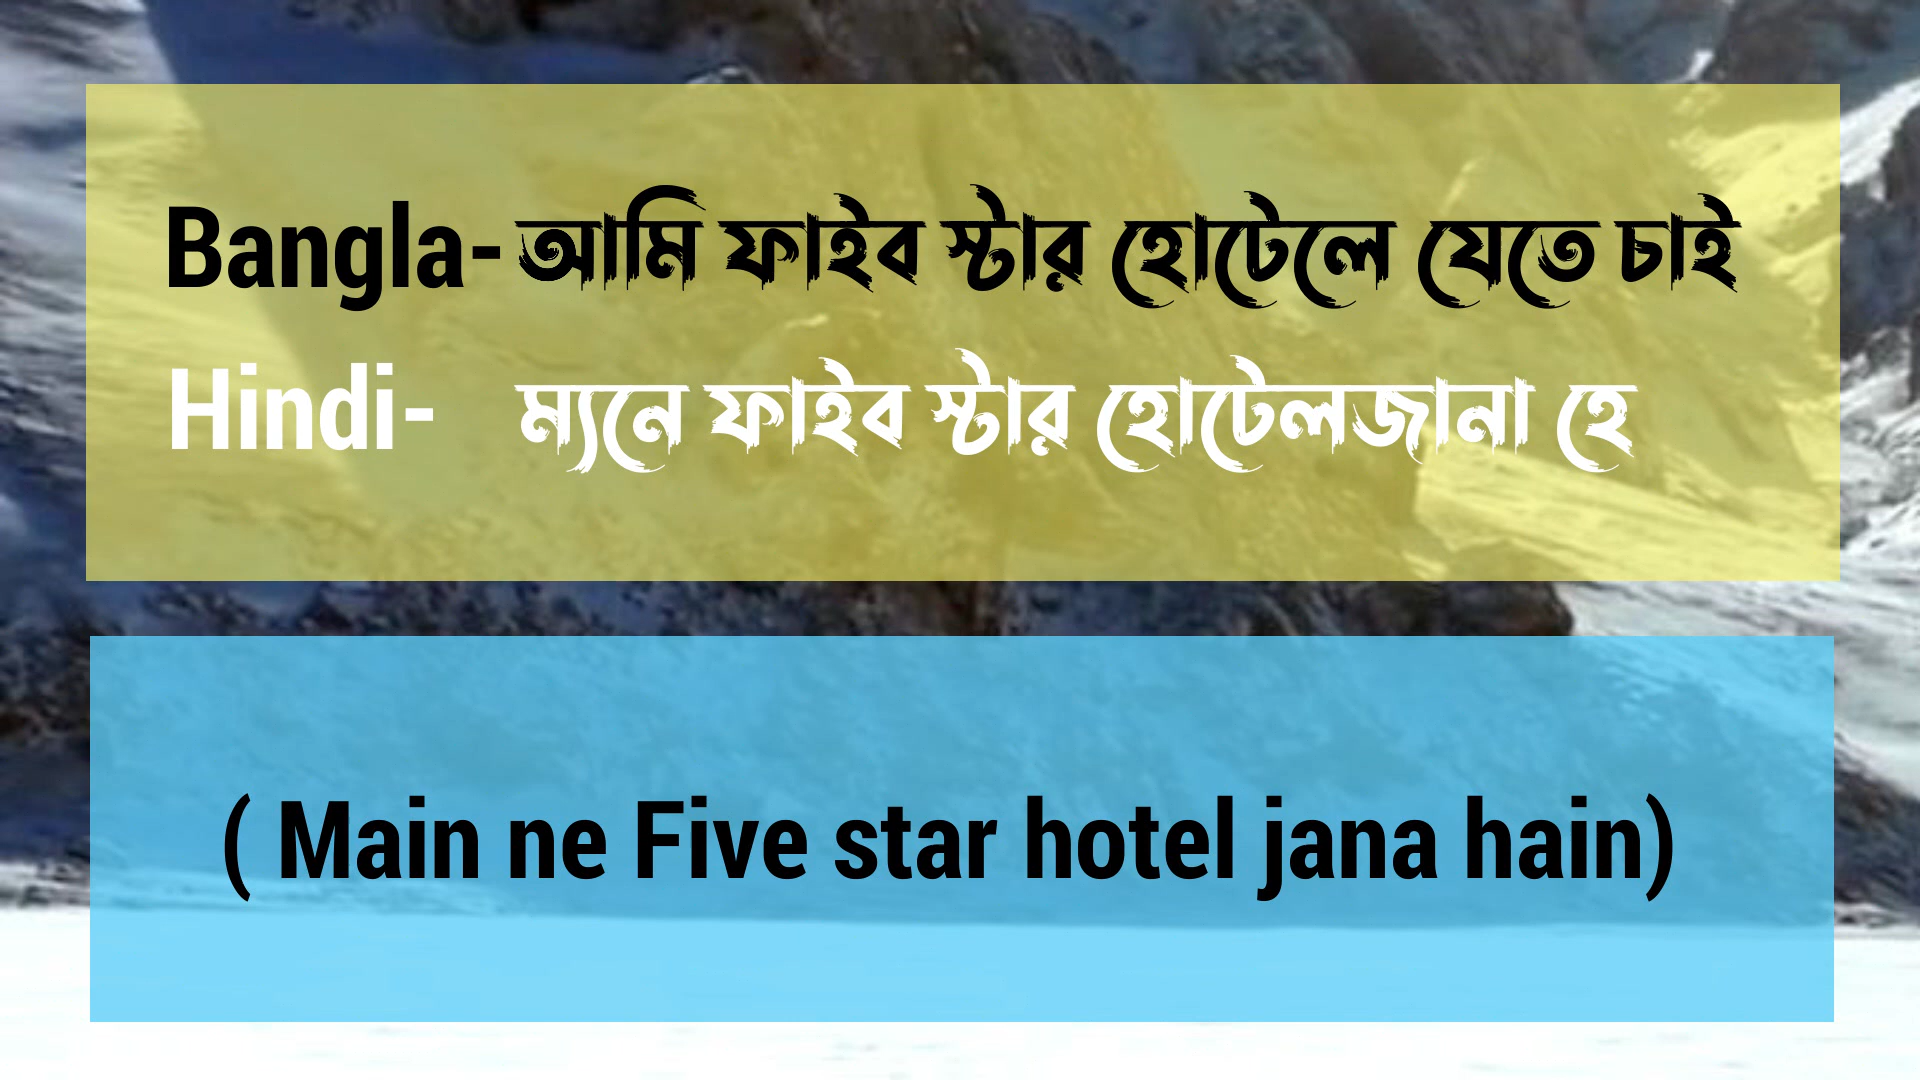 Bangla- আমি ফাইব স্টার হোটেলে যেতে চাই
Hindi- ম্যনে ফাইব স্টার হোটেলজানা হে
( Main ne Five star hotel jana hain)